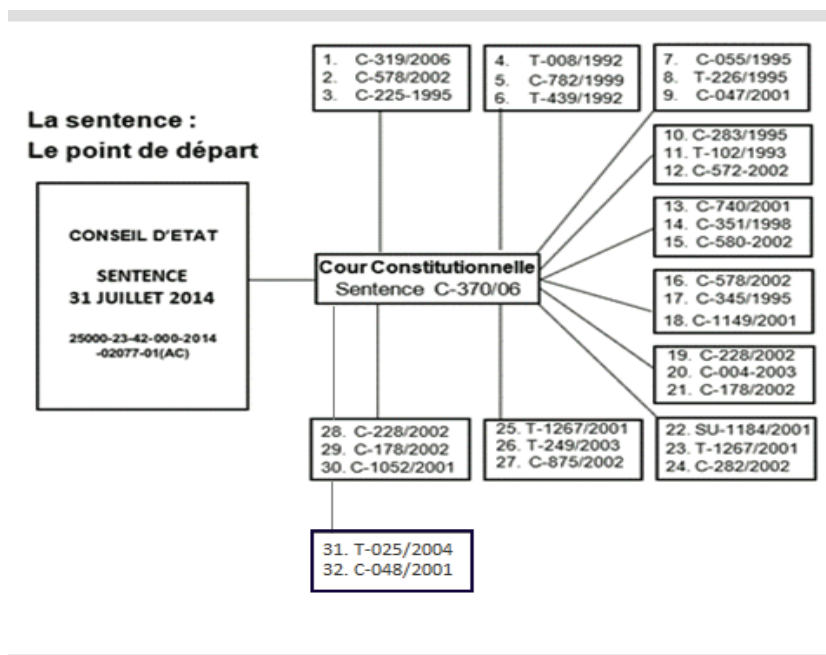 La sentence :
Le point de départ
CONSEIL D'ETAT
SENTENCE
31 JUILLET 2014
25000-23-42-000-2014
-02077-01(AC)
Cour Constitutionnelle
Sentence C-370/06
1. C-319/2006
2. C-578/2002
3. C-225-1995
4. T-008/1992
5. C-782/1999
6. T-439/1992
7. C-055/1995
8. T-226/1995
9. C-047/2001
10. C-283/1995
11. T-102/1993
12. C-572-2002
13. C-740/2001
14. C-351/1998
15. C-580-2002
16. C-578/2002
17. C-345/1995
18. C-1149/2001
19. C-228/2002
20. C-004-2003
21. C-178/2002
22. SU-1184/2001
23. T-1267/2001
24. C-282/2002
25. T-1267/2001
26. T-249/2003
27. C-875/2002
28. C-228/2002
29. C-178/2002
30. C-1052/2001
31. T-025/2004
32. C-048/2001